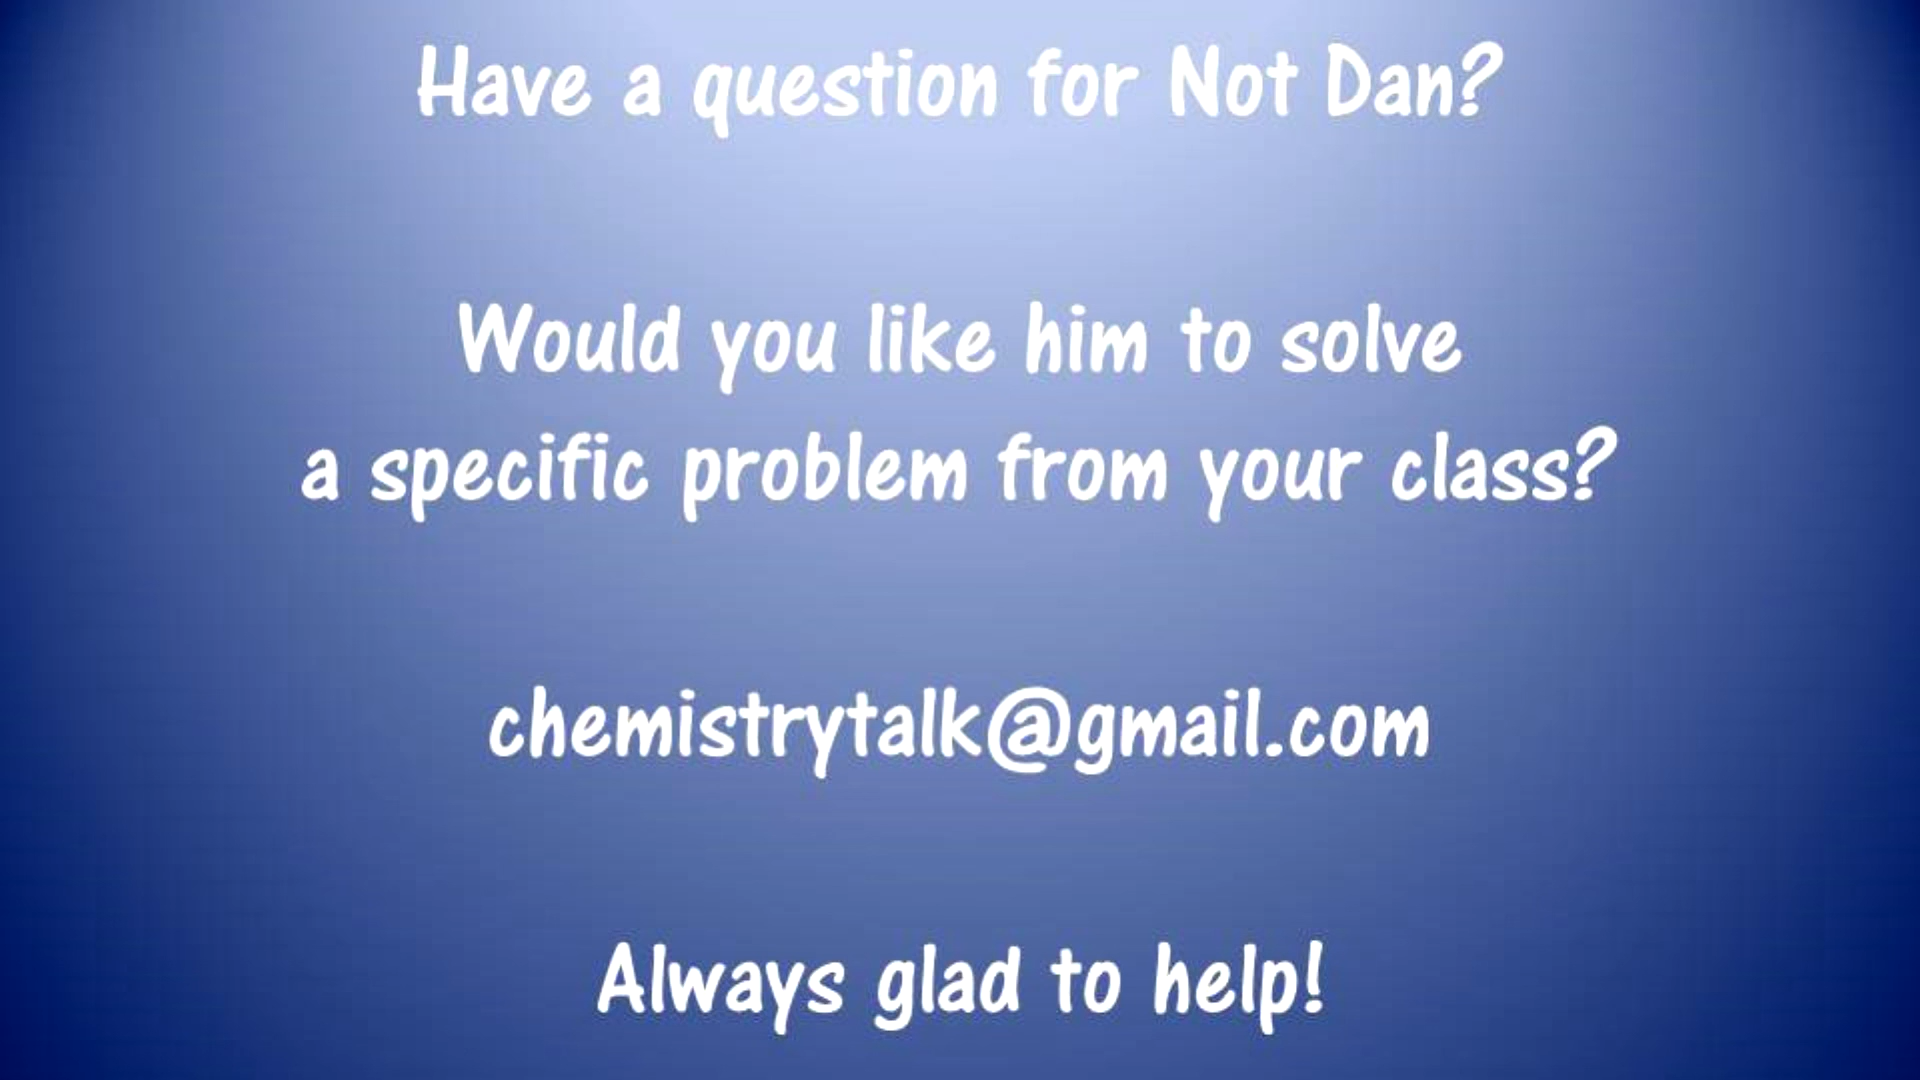 Have a question for Not Dan?
Would you like him to solve
a specific problem from your class?
chemistrytalk@gmail.com
Always glad to help!